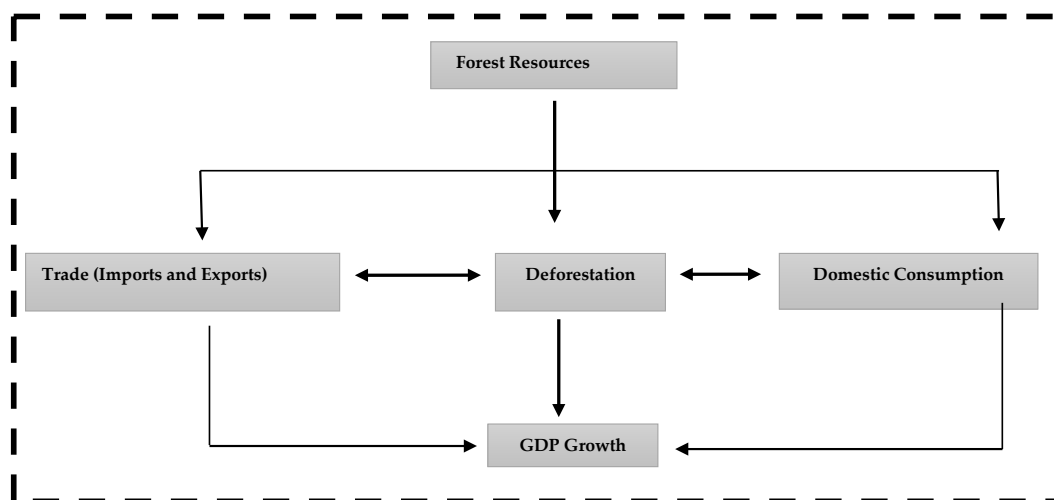 Forest Resources
Trade (Imports and Exports)
Deforestation
Domestic Consumption
GDP Growth